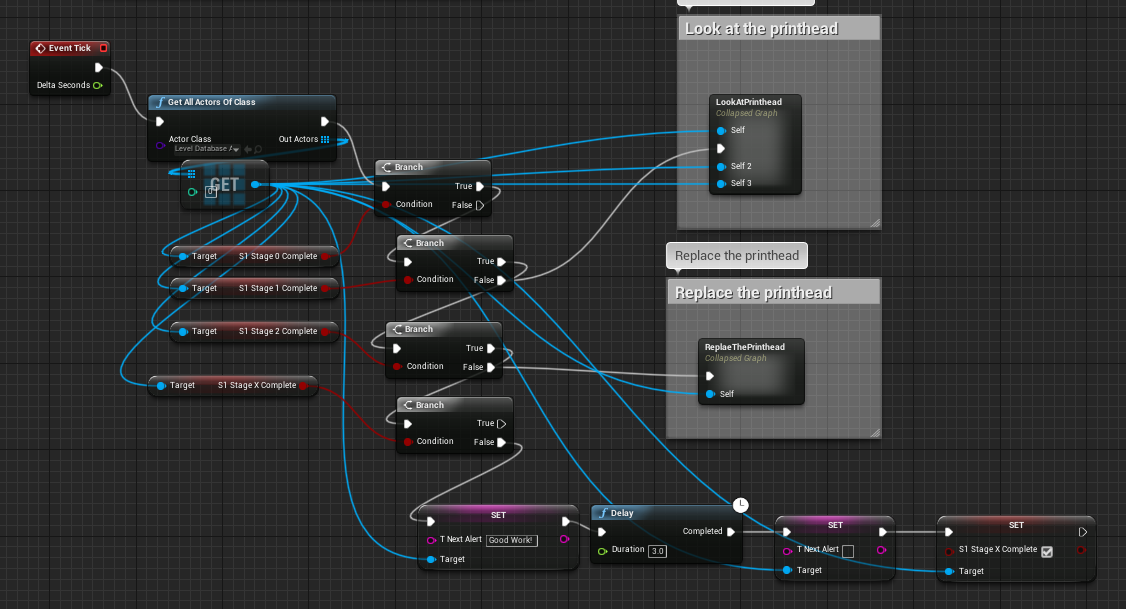 Look at the printhead
Event Tick
Delta Seconds
Get All Actors Of Class
Actor Class
Out Actors
Level Database A
GET
0
LookAtPrinthead
Collapsed Graph
Self
Self 2
Self 3
Branch
True
Condition
False
Branch
True
Condition
False
Target
S1 Stage 0 Complete
Target
S1 Stage 1 Complete
Target
S1 Stage 2 Complete
Target
S1 Stage X Complete
Replace the printhead
Replace the printhead
Branch
True
Condition
False
ReplaeThePrinthead
Collapsed Graph
Self
Branch
True
Condition
False
SET
T Next Alert
Good Work!
Target
Delay
Completed
Duration
3.0
SET
T Next Alert
Target
SET
S1 Stage X Complete
Target